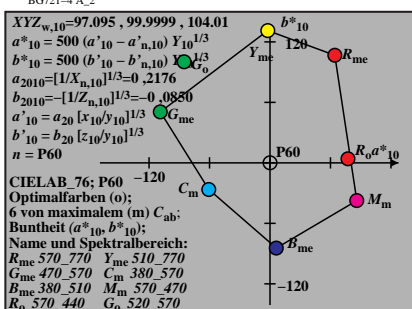 BG721-4 A_2
XYZw,10=97.095 , 99.9999 , 104.01
a*10 = 500 (a'10 – a'n,10) Y10^1/3
b*10 = 500 (b'10 – b'n,10) Y10^1/3
a2010=[1/Xn,10]^1/3=0 ,2176
b2010=–[1/Zn,10]^1/3=–0 ,0850
a'10 = a20 [x10/y10]^1/3
b'10 = b20 [z10/y10]^1/3
n = P60
CIELAB_76; P60
Optimalfarben (o);
6 von maximalem (m) Cab;
Buntheit (a*10, b*10);
Name und Spektralbereich:
Rme 570_770 Yme 510_770
Gme 470_570 Cm 380_570
Bme 380_510 Mm 570_470
Ro 570_440 Go 520_570
b*10
120
Yme
Rme
Go
Gme
P60
Ro a*10
–120
Cm
Mm
Bme
–120